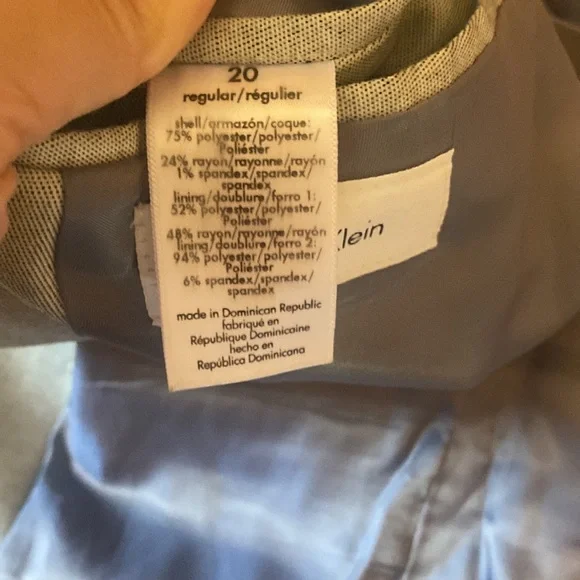 20
regular/régulier
shell/armazón/coque:
75% polyester/polyester/
Poliéster
24% rayon/rayonne/rayón
1% spandex/spandex/
spandex
lining/doublure/forro 1:
52% polyester/polyester/
Poliéster
48% rayon/rayonne/rayón
lining/doublure/forro 2:
94% polyester/polyester/
Poliéster
6% spandex/spandex/
spandex
made in Dominican Republic
fabriqué en
République Dominicaine
hecho en
República Dominicana
Klein